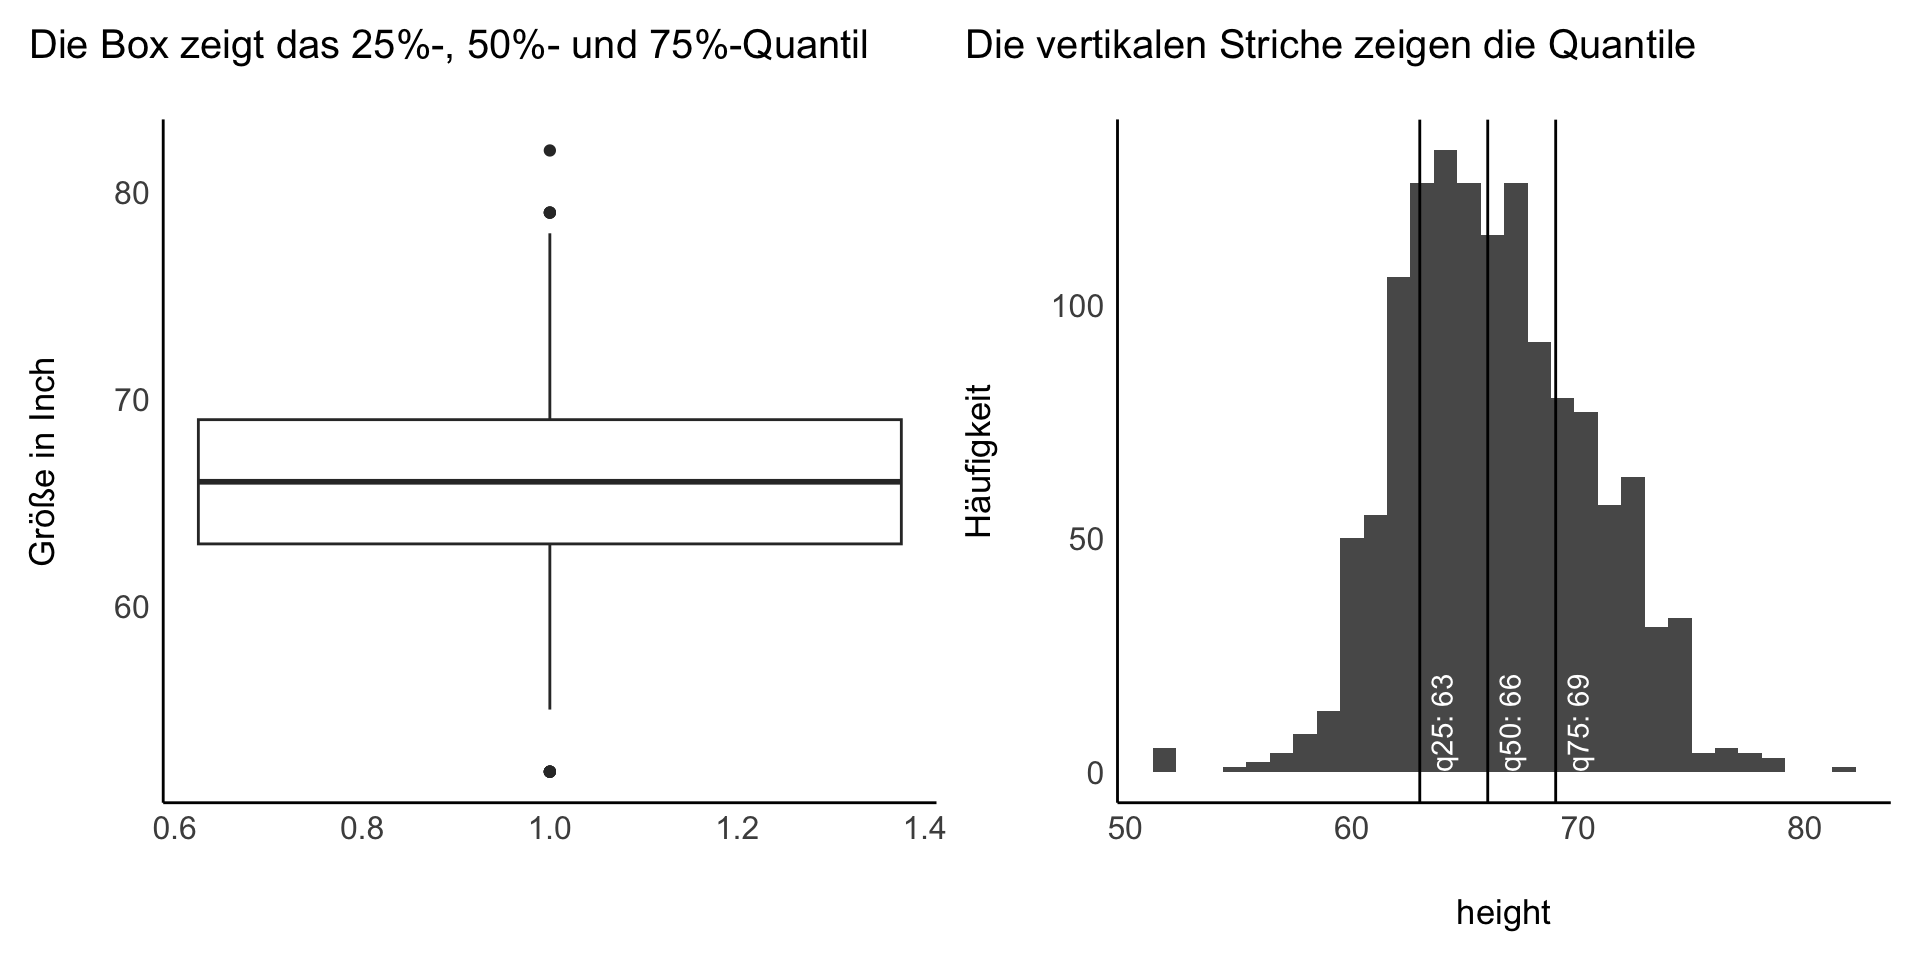 Die Box zeigt das 25%-, 50%- und 75%-Quantil
Größe in Inch
80
70
60
0.6 0.8 1.0 1.2 1.4
Die vertikalen Striche zeigen die Quantile
Häufigkeit
100
50
0
q25: 63
q50: 66
q75: 69
50 60 70 80
height